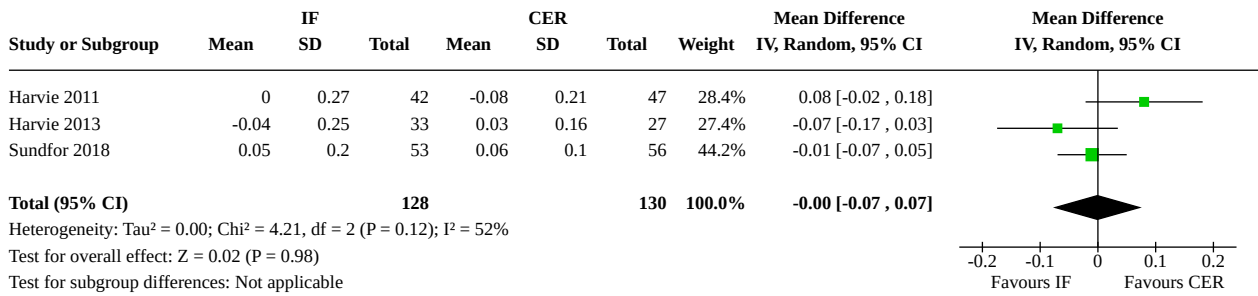 IF CER Mean Difference Mean Difference
Study or Subgroup Mean SD Total Mean SD Total Weight IV, Random, 95% CI IV, Random, 95% CI
Harvie 2011 0 0.27 42 -0.08 0.21 47 28.4% 0.08 [-0.02 , 0.18]
Harvie 2013 -0.04 0.25 33 0.03 0.16 27 27.4% -0.07 [-0.17 , 0.03]
Sundfor 2018 0.05 0.2 53 0.06 0.1 56 44.2% -0.01 [-0.07 , 0.05]
Total (95% CI) 128 130 100.0% -0.00 [-0.07 , 0.07]
Heterogeneity: Tau² = 0.00; Chi² = 4.21, df = 2 (P = 0.12); I² = 52%
Test for overall effect: Z = 0.02 (P = 0.98)
Test for subgroup differences: Not applicable
-0.2 -0.1 0 0.1 0.2
Favours IF Favours CER